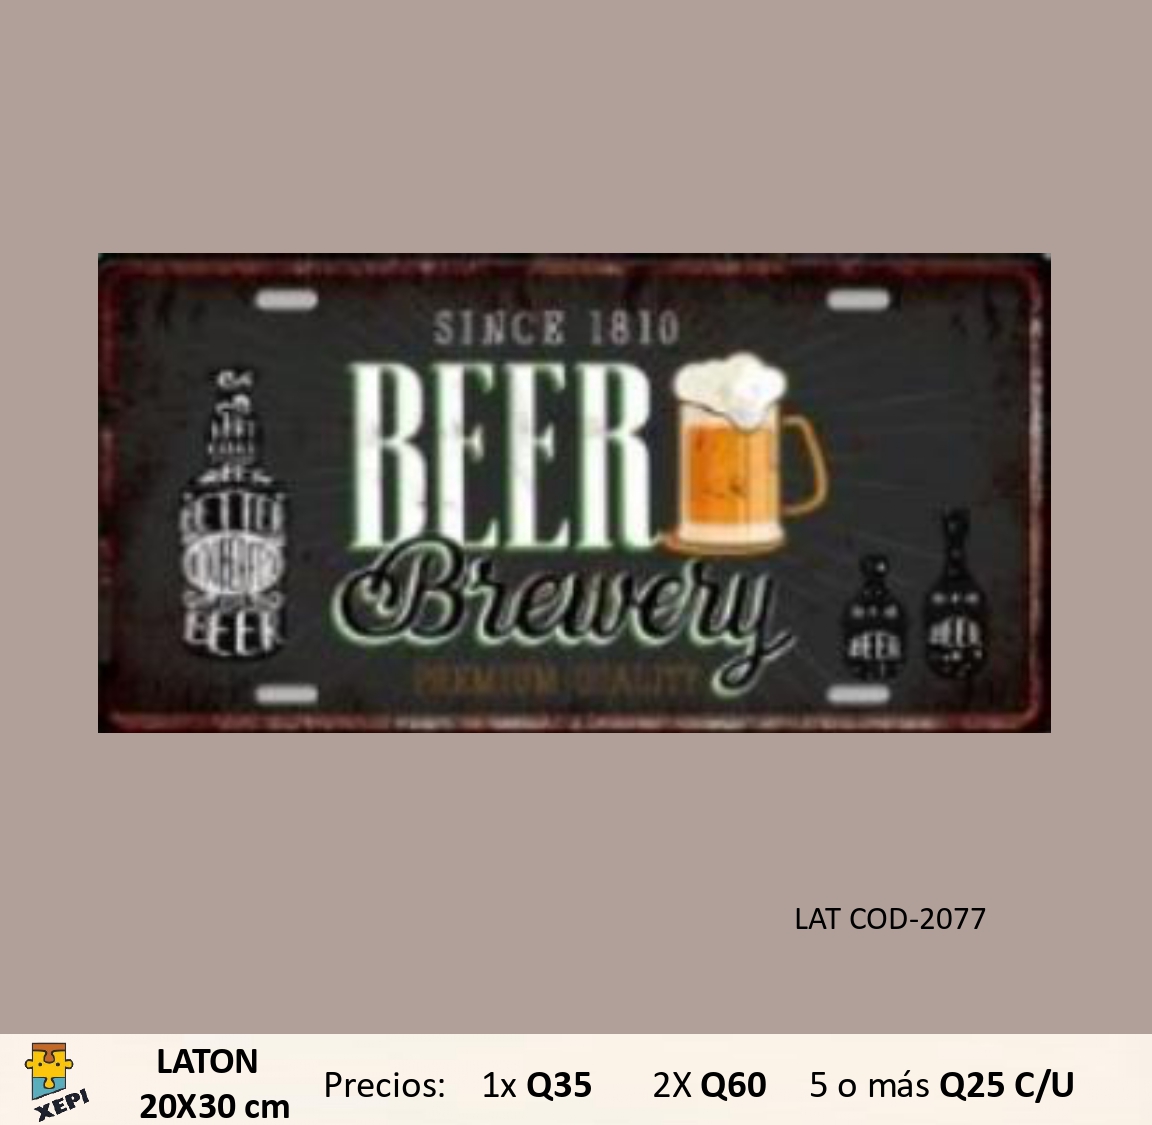 SINCE 1810
BEER
Brewery
PREMIUM QUALITY
BETTER
BEER
BEER
BEER
LAT COD-2077
XEPI
LATON
20X30 cm
Precios: 1x Q35 2X Q60 5 o más Q25 C/U